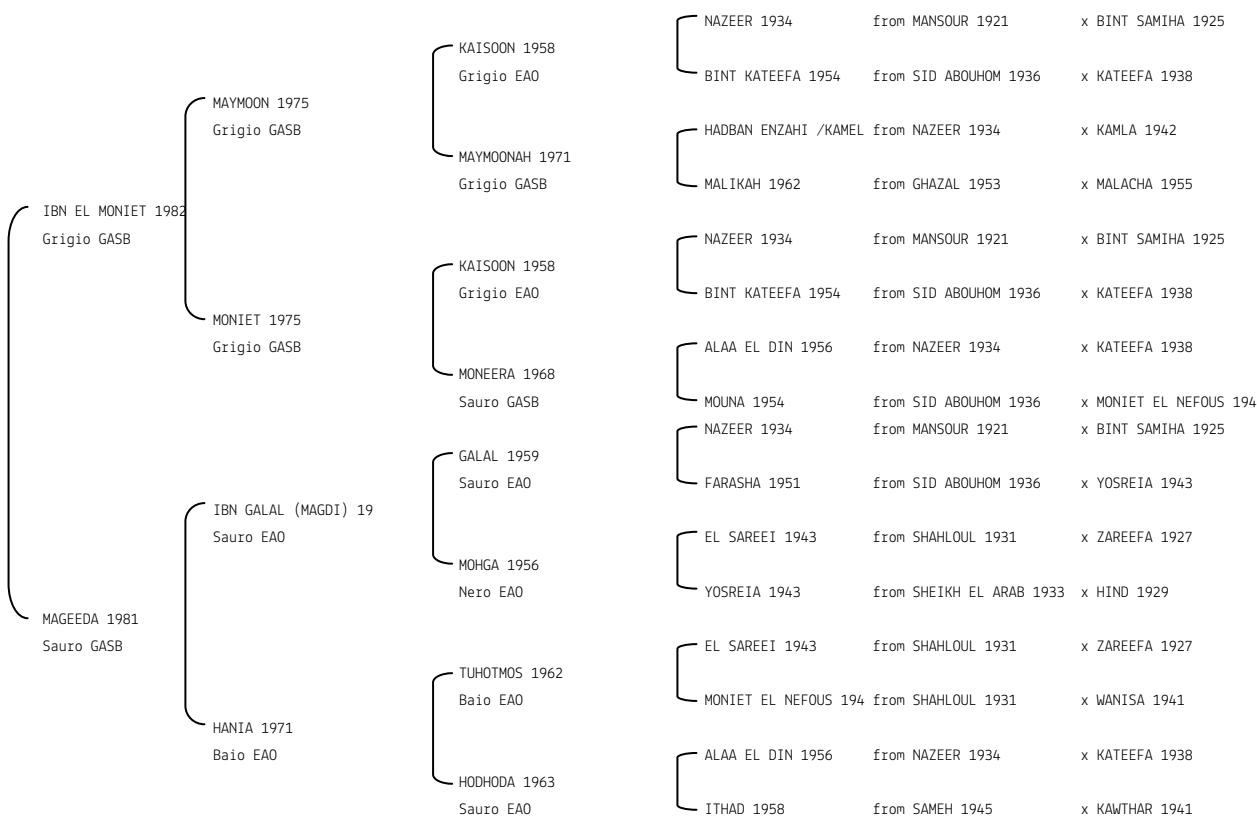 NAZEER 1934 from MANSOUR 1921 x BINT SAMIHA 1925
KAISOON 1958
Grigio EAO
BINT KATEEFA 1954 from SID ABOUHOM 1936 x KATEEFA 1938
MAYMOON 1975
Grigio GASB
HADBAN ENZAHI /KAMEL from NAZEER 1934 x KAMLA 1942
MAYMOONAH 1971
Grigio GASB
MALIKAH 1962 from GHAZAL 1953 x MALACHA 1955
IBN EL MONIET 1982
Grigio GASB
NAZEER 1934 from MANSOUR 1921 x BINT SAMIHA 1925
KAISOON 1958
Grigio EAO
BINT KATEEFA 1954 from SID ABOUHOM 1936 x KATEEFA 1938
MONIET 1975
Grigio GASB
ALAA EL DIN 1956 from NAZEER 1934 x KATEEFA 1938
MONEERA 1968
Sauro GASB
MOUNA 1954 from SID ABOUHOM 1936 x MONIET EL NEFOUS 194
NAZEER 1934 from MANSOUR 1921 x BINT SAMIHA 1925
GALAL 1959
Sauro EAO
FARASHA 1951 from SID ABOUHOM 1936 x YOSREIA 1943
IBN GALAL (MAGDI) 19
Sauro EAO
EL SAREEI 1943 from SHAHLOUL 1931 x ZAREEFA 1927
MOHGA 1956
Nero EAO
YOSREIA 1943 from SHEIKH EL ARAB 1933 x HIND 1929
MAGEEDA 1981
Sauro GASB
EL SAREEI 1943 from SHAHLOUL 1931 x ZAREEFA 1927
TUHOTMOS 1962
Baio EAO
MONIET EL NEFOUS 194 from SHAHLOUL 1931 x WANISA 1941
HANIA 1971
Baio EAO
ALAA EL DIN 1956 from NAZEER 1934 x KATEEFA 1938
HODHODA 1963
Sauro EAO
ITHAD 1958 from SAMEH 1945 x KAWTHAR 1941